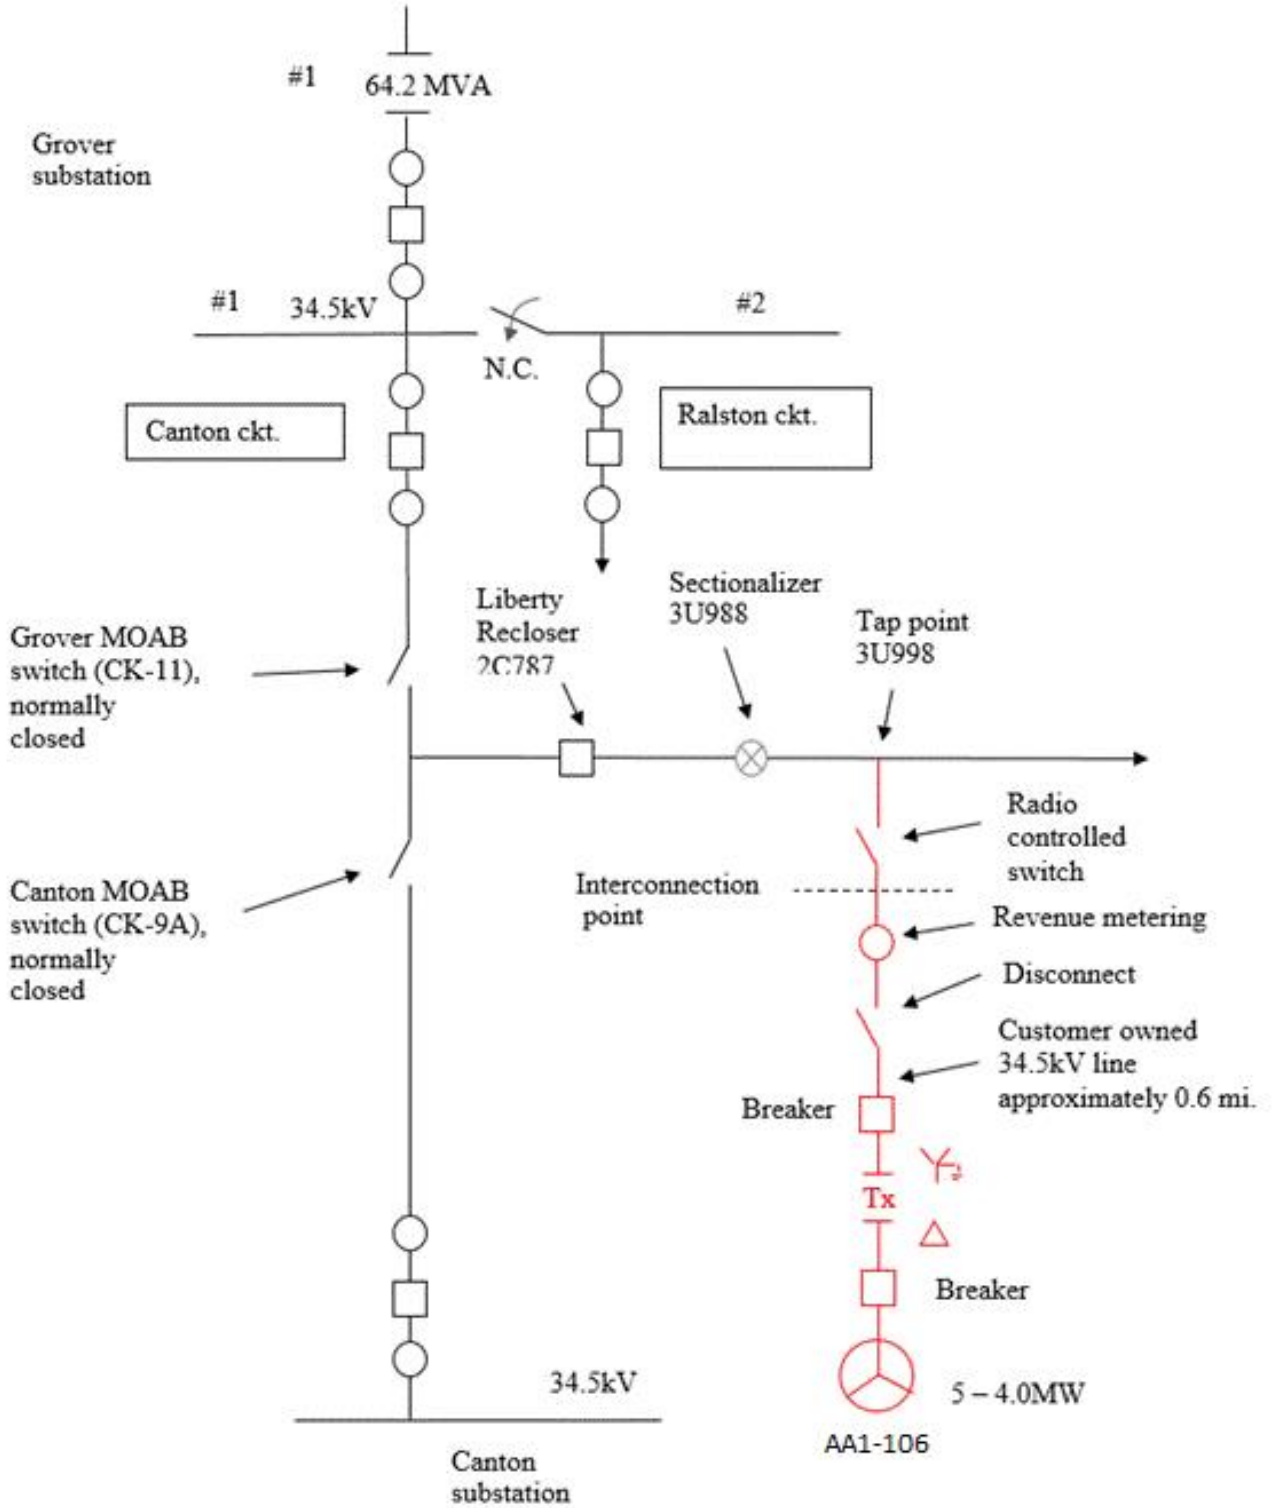 #1
64.2 MVA
Grover
substation
#1
34.5kV
#2
N.C.
Canton ckt.
Ralston ckt.
Liberty
Recloser
2C787
Sectionalizer
3U988
Tap point
3U998
Grover MOAB
switch (CK-11),
normally
closed
Radio
controlled
switch
Interconnection
point
Canton MOAB
switch (CK-9A),
normally
closed
Revenue metering
Disconnect
Customer owned
34.5kV line
approximately 0.6 mi.
Breaker
Tx
Breaker
5 – 4.0MW
AA1-106
34.5kV
Canton
substation